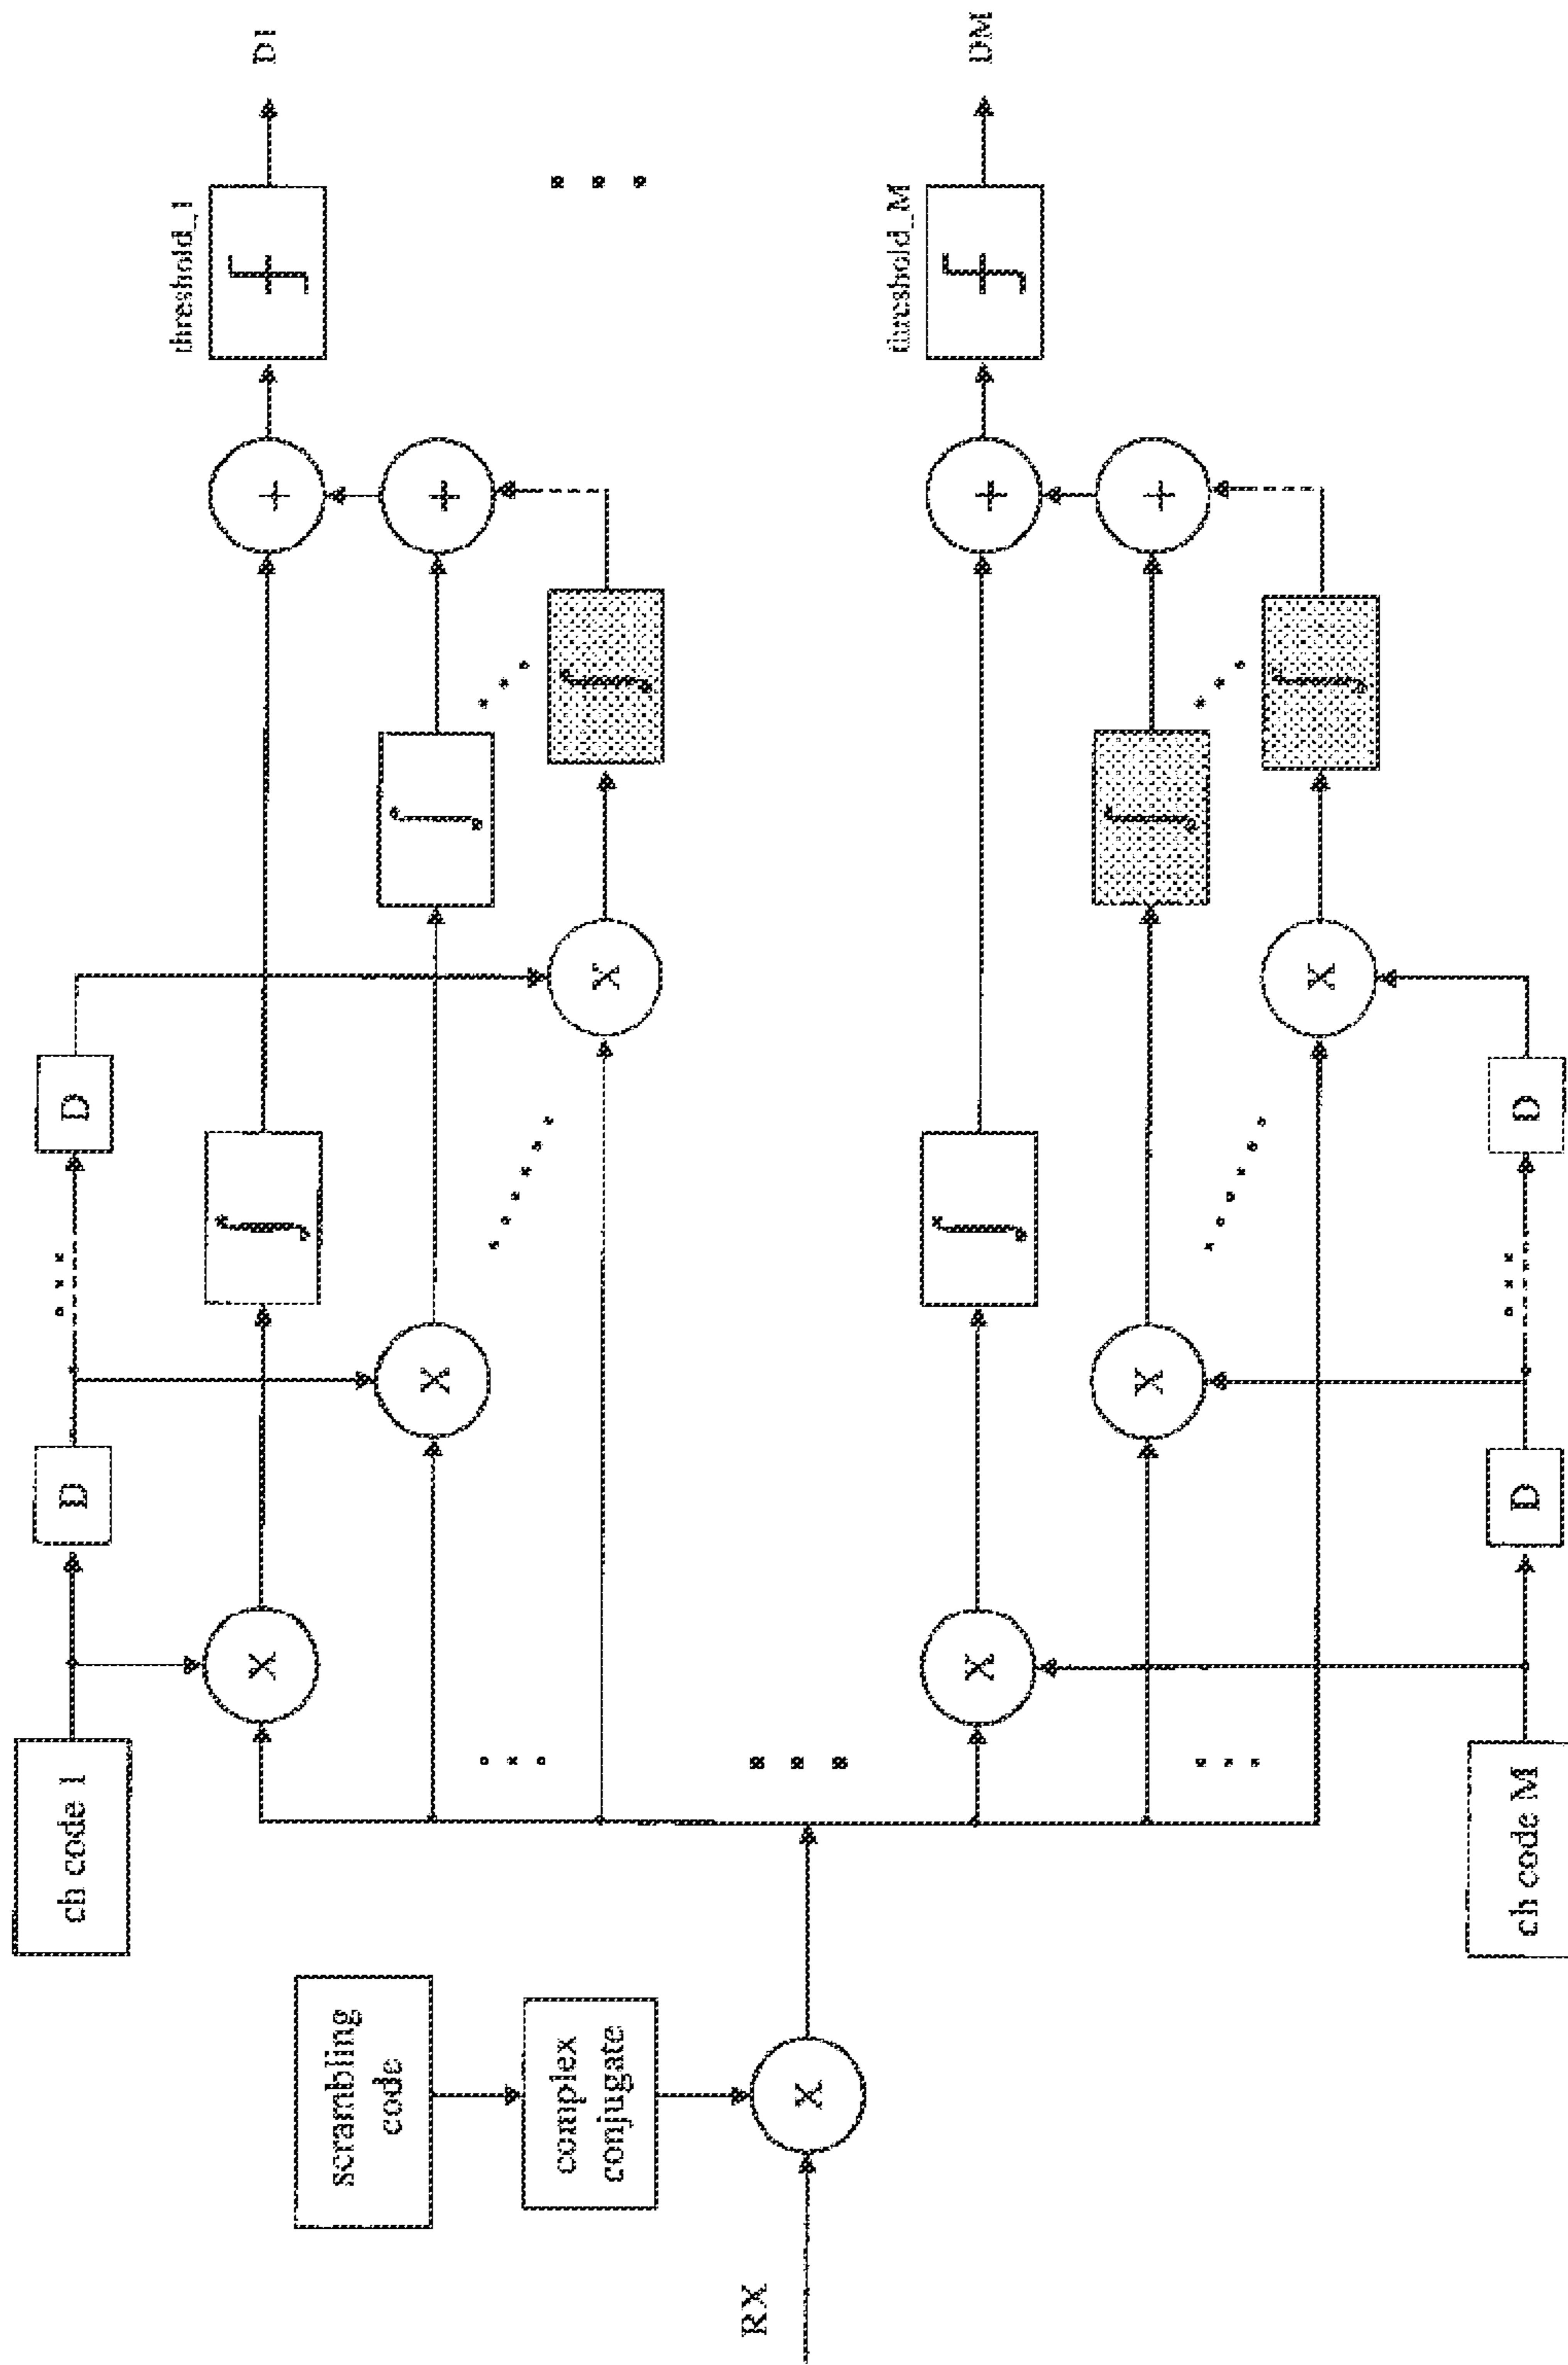 RX
scrambling
code
complex
conjugate
X
ch code 1
D
D
X
X
X
∫
∫
∫
+
+
threshold_1
D1
ch code M
D
D
X
X
X
∫
∫
∫
+
+
threshold_M
DM